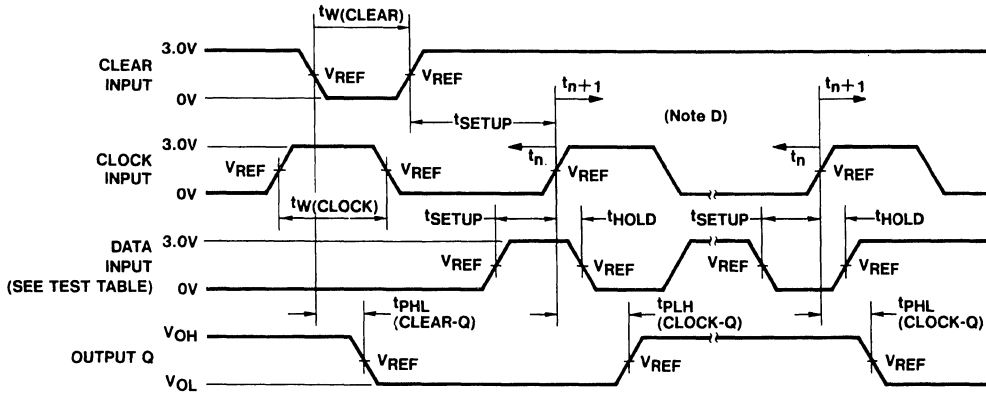 tW(CLEAR)
3.0V
CLEAR
INPUT
VREF
VREF
0V
tn+1
tn+1
tSETUP
(Note D)
3.0V
CLOCK
INPUT
VREF
tn
VREF
tn
VREF
0V
tW(CLOCK)
tSETUP
tHOLD
tSETUP
tHOLD
3.0V
DATA
INPUT
(SEE TEST TABLE)
VREF
VREF
VREF
VREF
0V
tPHL
(CLEAR-Q)
tPLH
(CLOCK-Q)
tPHL
(CLOCK-Q)
VOH
OUTPUT Q
VREF
VREF
VREF
VOL